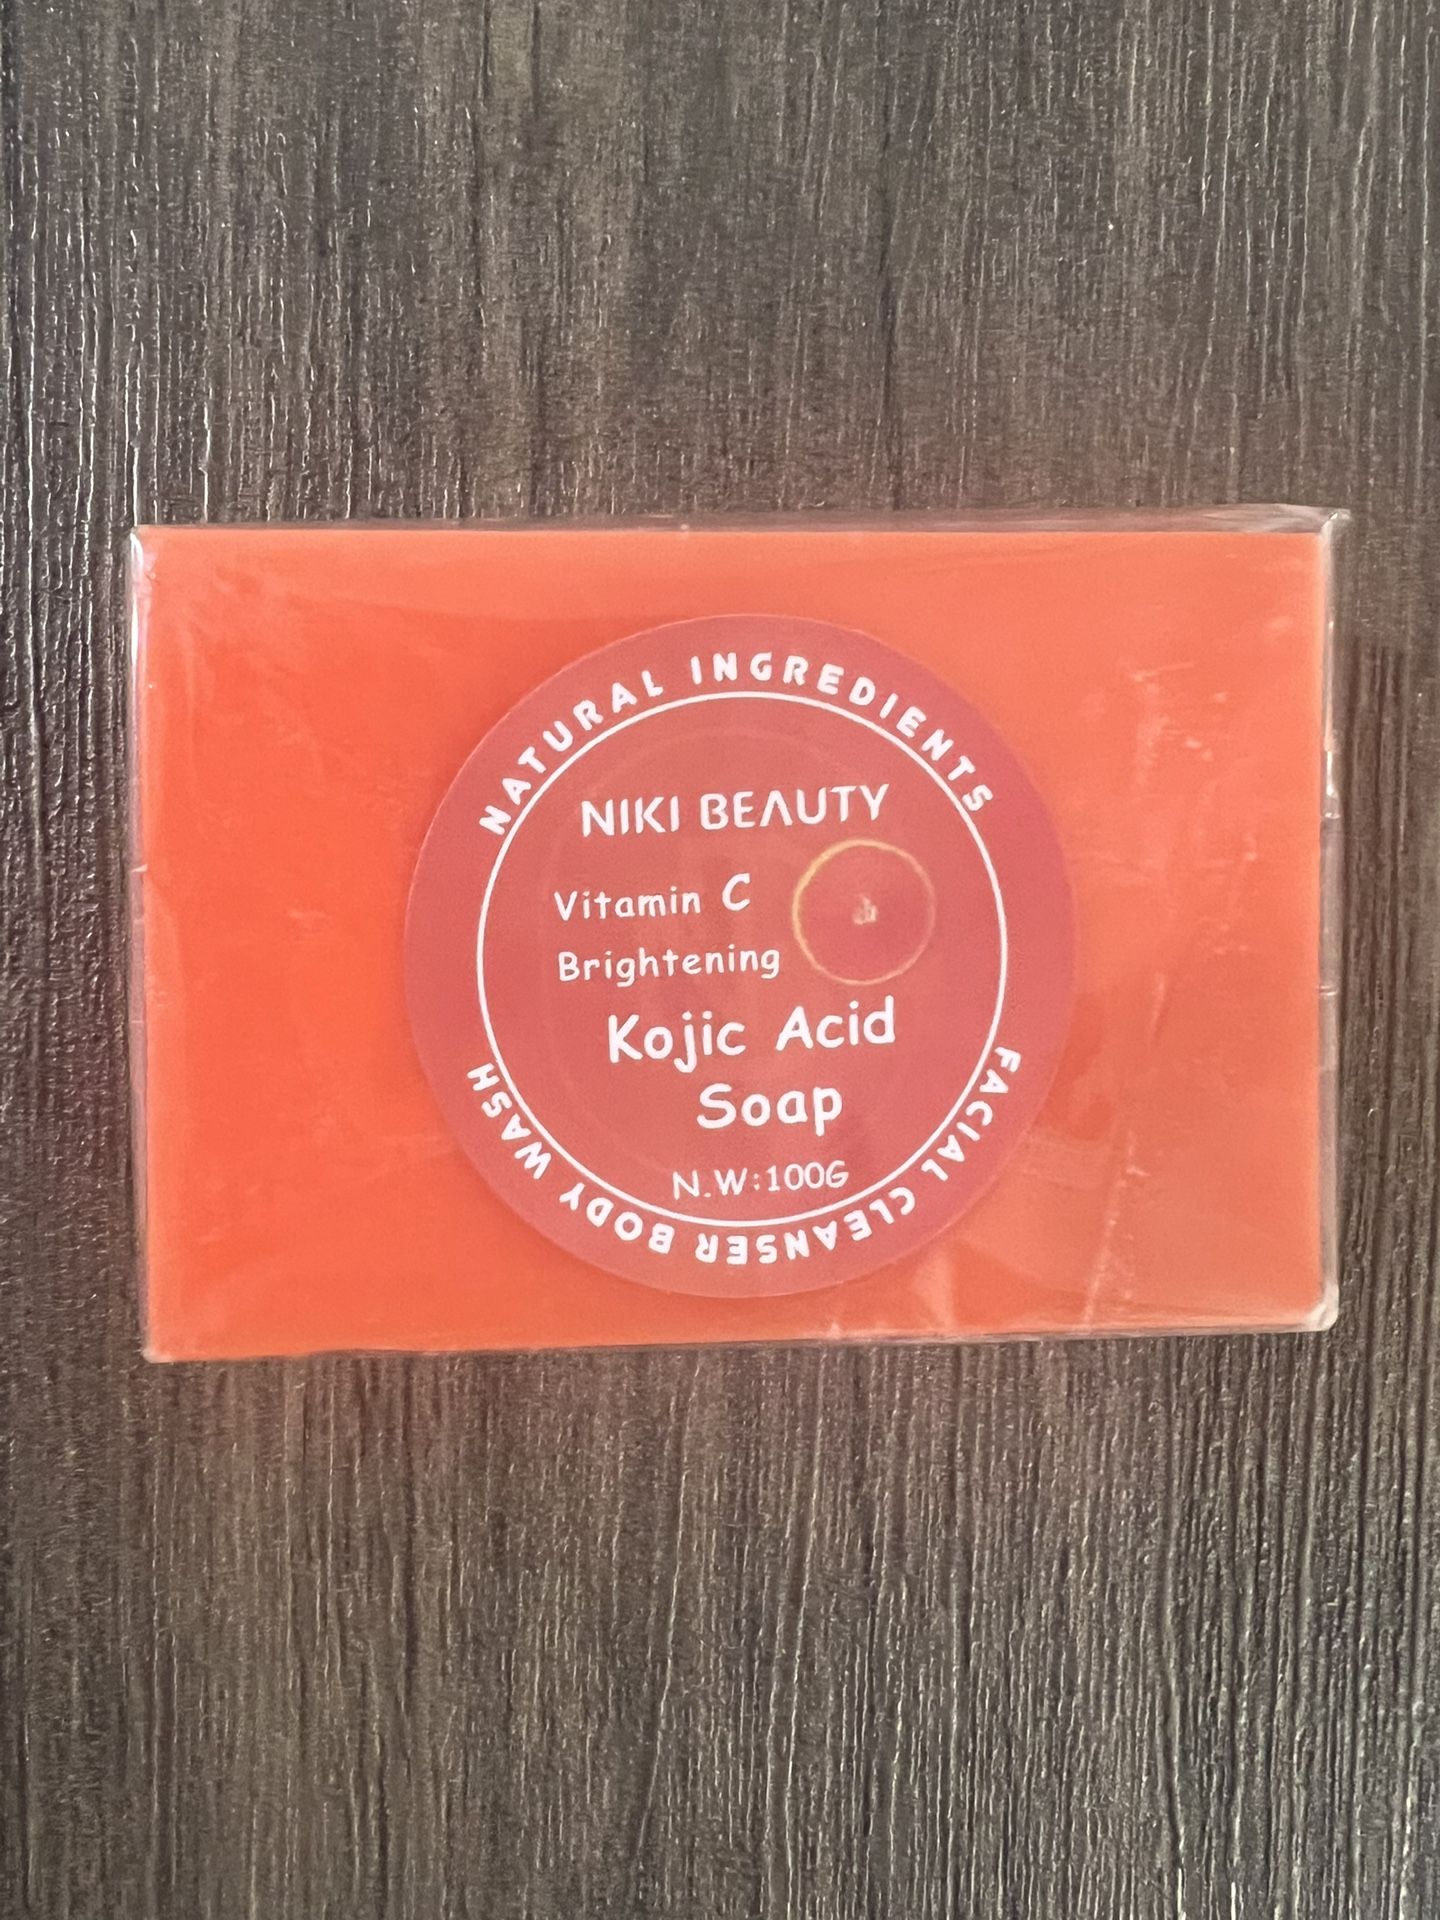 NATURAL INGREDIENTS
NIKI BEAUTY
Vitamin C
Brightening
Kojic Acid
Soap
N.W:100G
FACIAL CLEANSER BODY WASH